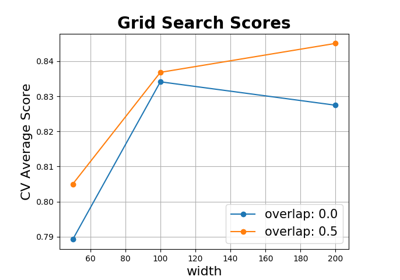 Grid Search Scores
CV Average Score
0.84
0.83
0.82
0.81
0.80
0.79
60 80 100 120 140 160 180 200
width
overlap: 0.0
overlap: 0.5